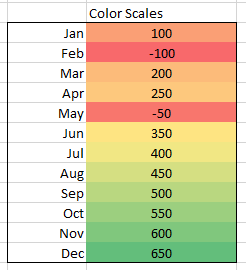 Color Scales
Jan 100
Feb -100
Mar 200
Apr 250
May -50
Jun 350
Jul 400
Aug 450
Sep 500
Oct 550
Nov 600
Dec 650